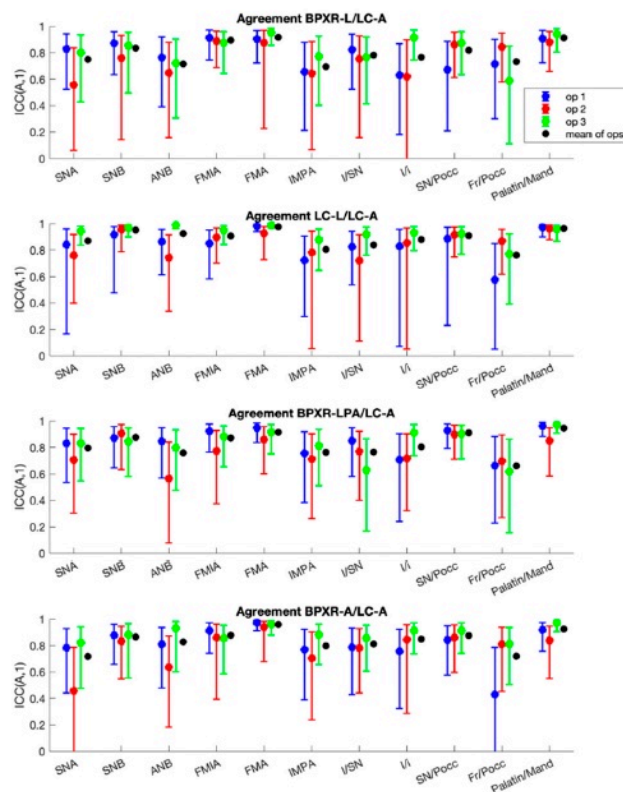 Agreement BPXR-L/LC-A
ICC(A,1)
1
0.8
0.6
0.4
0.2
0
SNA SNB ANB FMIA FMA IMPA I/SN I/i SN/Pocc Fr/Pocc Palatin/Mand
op 1
op 2
op 3
mean of ops
Agreement LC-L/LC-A
ICC(A,1)
1
0.8
0.6
0.4
0.2
0
SNA SNB ANB FMIA FMA IMPA I/SN I/i SN/Pocc Fr/Pocc Palatin/Mand
Agreement BPXR-LPA/LC-A
ICC(A,1)
1
0.8
0.6
0.4
0.2
0
SNA SNB ANB FMIA FMA IMPA I/SN I/i SN/Pocc Fr/Pocc Palatin/Mand
Agreement BPXR-A/LC-A
ICC(A,1)
1
0.8
0.6
0.4
0.2
0
SNA SNB ANB FMIA FMA IMPA I/SN I/i SN/Pocc Fr/Pocc Palatin/Mand